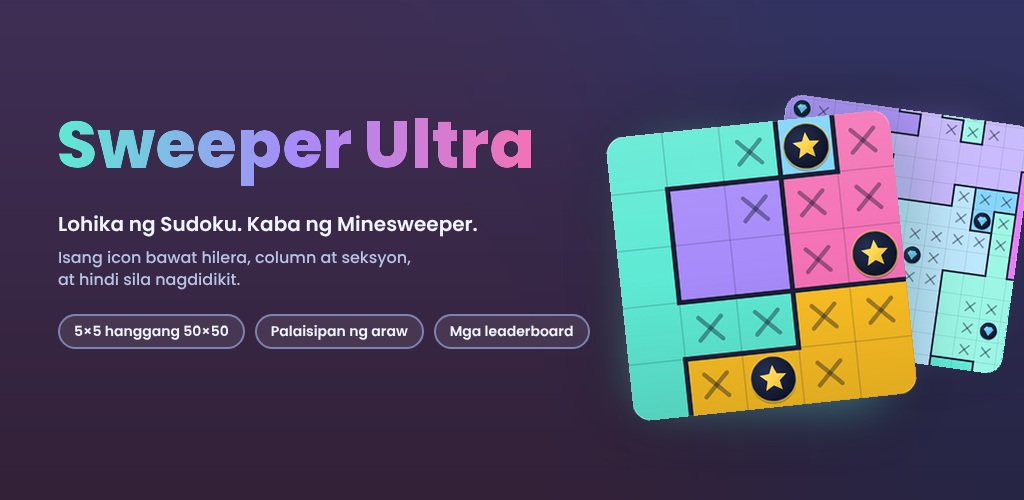 Sweeper Ultra
Lohika ng Sudoku. Kaba ng Minesweeper.
Isang icon bawat hilera, column at seksyon,
at hindi sila nagdidikit.
5×5 hanggang 50×50
Palaisipan ng araw
Mga leaderboard